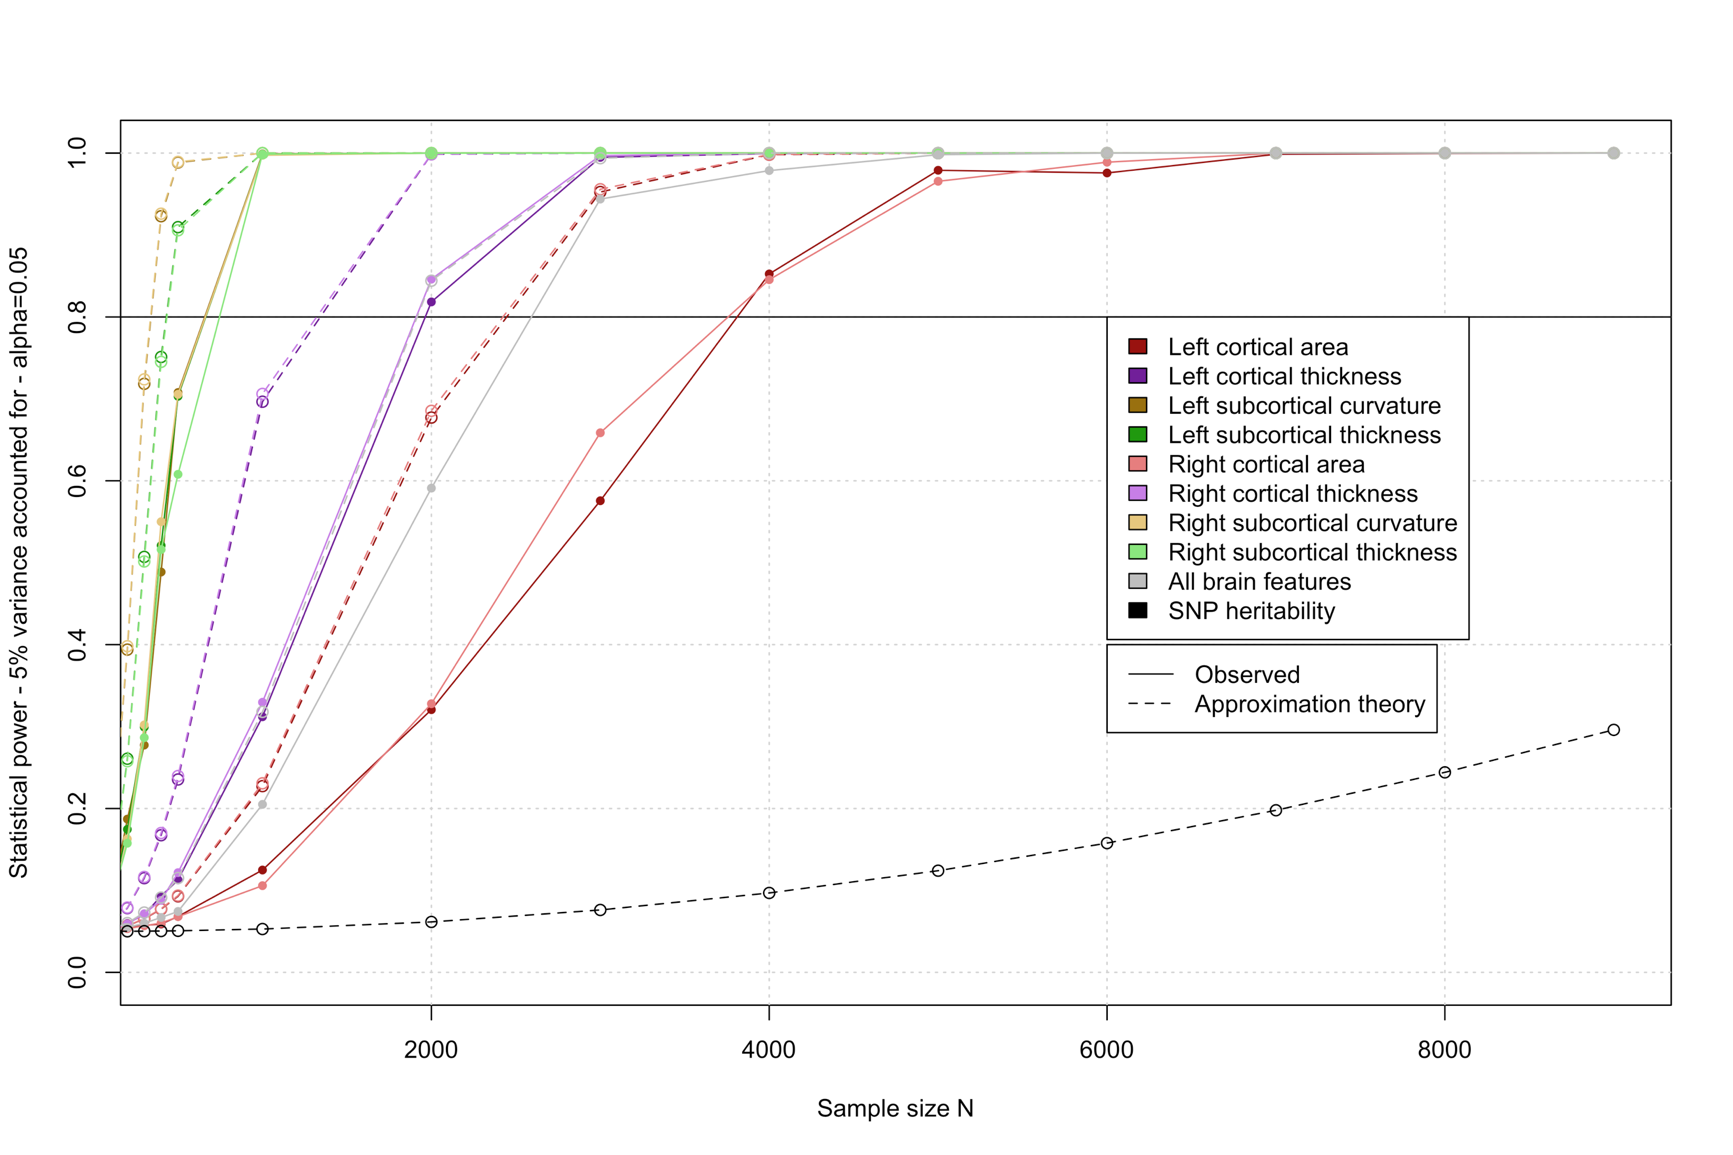 Statistical power - 5% variance accounted for - alpha=0.05
1.0
0.8
0.6
0.4
0.2
0.0
Left cortical area
Left cortical thickness
Left subcortical curvature
Left subcortical thickness
Right cortical area
Right cortical thickness
Right subcortical curvature
Right subcortical thickness
All brain features
SNP heritability
Observed
Approximation theory
2000 4000 6000 8000
Sample size N